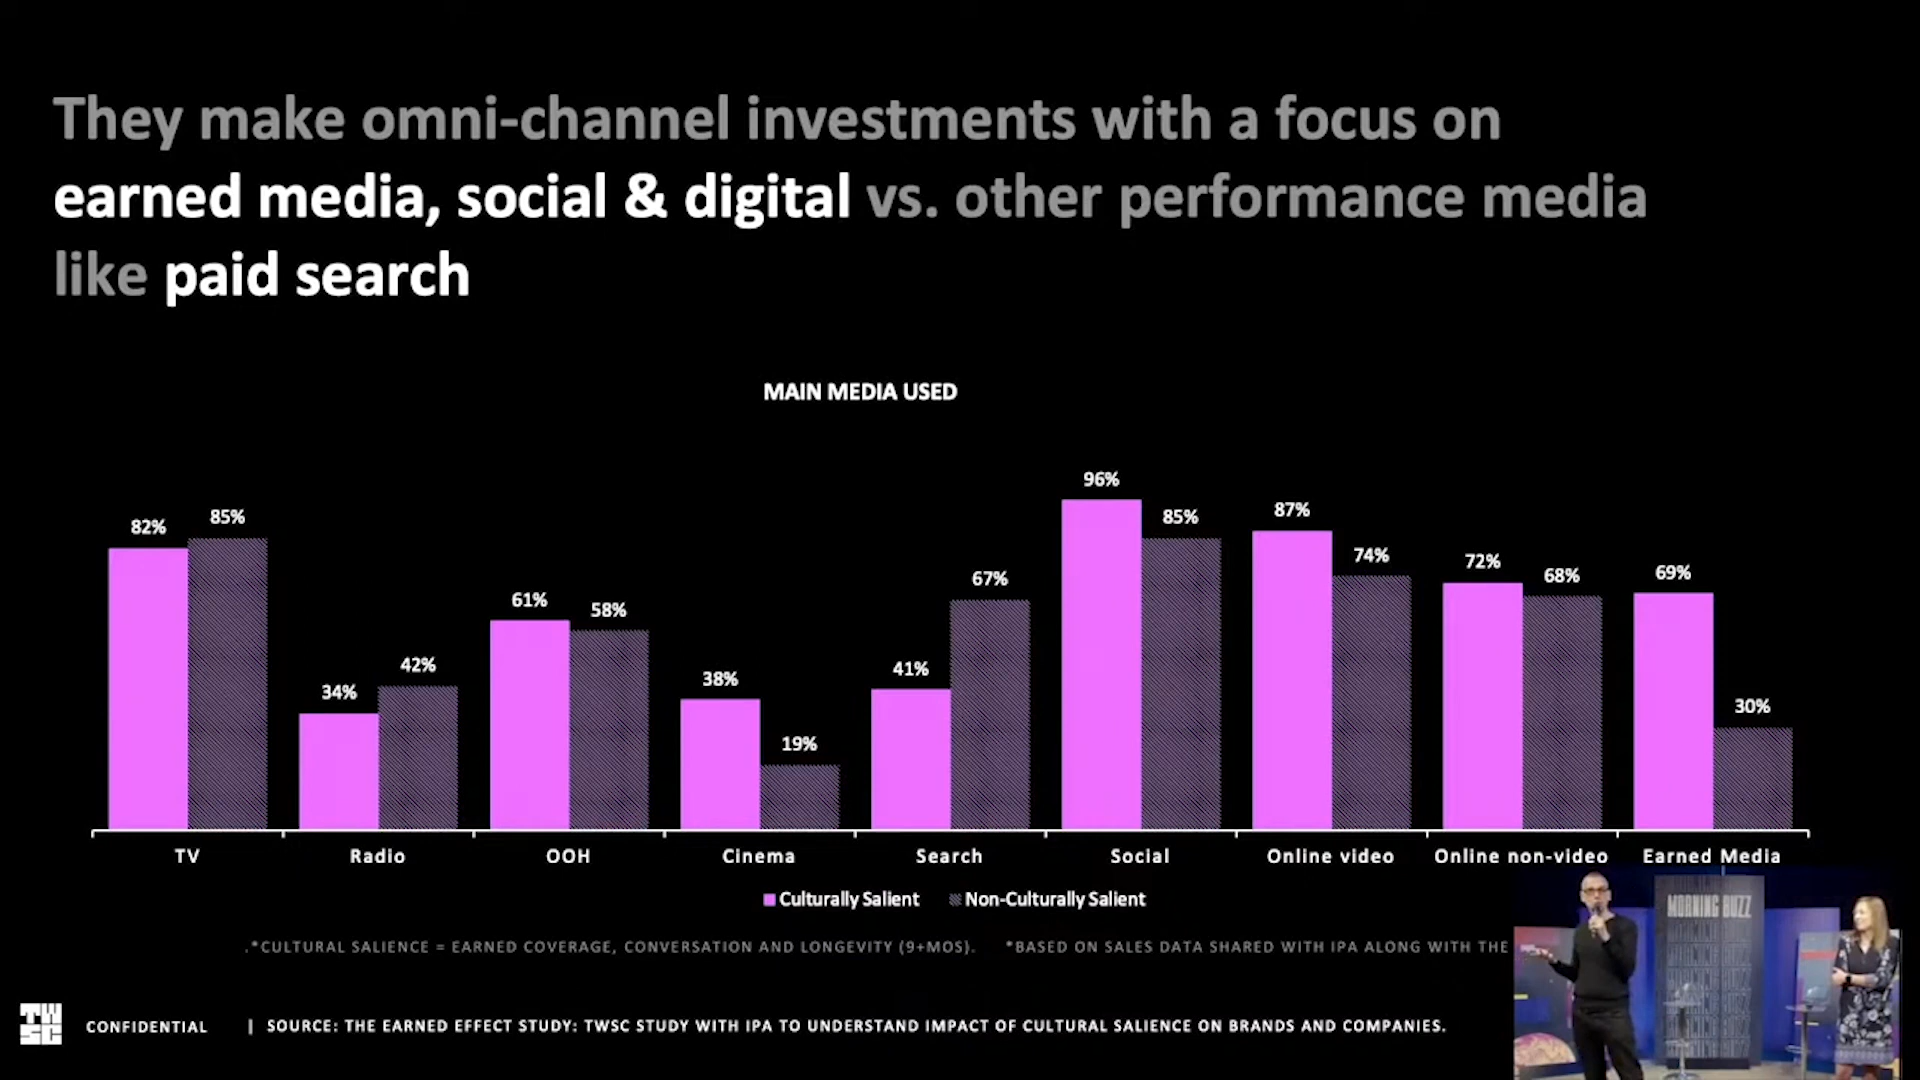 They make omni-channel investments with a focus on
earned media, social & digital vs. other performance media
like paid search
MAIN MEDIA USED
82%
85%
34%
42%
61%
58%
38%
19%
41%
67%
96%
85%
87%
74%
72%
68%
69%
30%
TV
Radio
OOH
Cinema
Search
Social
Online video
Online non-video
Earned Media
Culturally Salient
Non-Culturally Salient
.*CULTURAL SALIENCE = EARNED COVERAGE, CONVERSATION AND LONGEVITY (9+MOS). *BASED ON SALES DATA SHARED WITH IPA ALONG WITH THE
MORNING BUZZ
TW
SC
CONFIDENTIAL | SOURCE: THE EARNED EFFECT STUDY: TWSC STUDY WITH IPA TO UNDERSTAND IMPACT OF CULTURAL SALIENCE ON BRANDS AND COMPANIES.